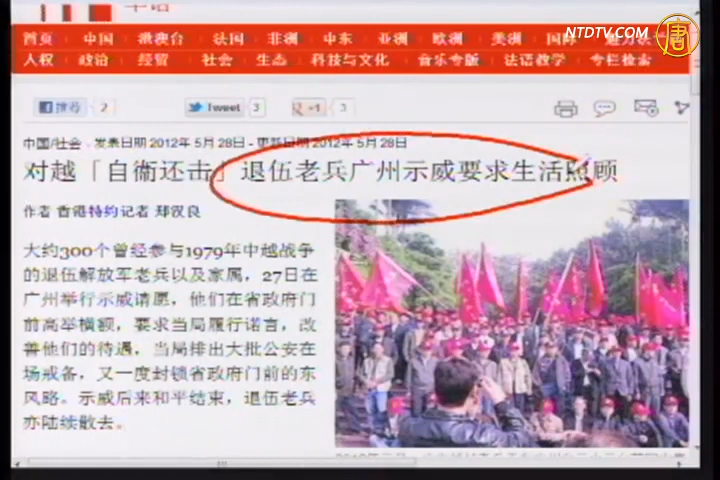 华语
NTDTV.COM
唐
首页 中国 港澳台 法国 非洲 中东 亚洲 欧洲 美洲 国际
人权 政治 经贸 社会 生态 科技与文化 音乐专版 法语教学 专栏检索
推荐 2 Tweet 3 +1 3
中国/社会 - 发表日期 2012年5月28日 - 更新日期 2012年5月28日
对越「自衛还击」退伍老兵广州示威要求生活照顾
作者 香港特约记者 郑汉良
大约300个曾经参与1979年中越战争
的退伍解放军老兵以及家属，27日在
广州举行示威请愿，他们在省政府门
前高举横额，要求当局履行诺言，改
善他们的待遇，当局排出大批公安在
场戒备，又一度封锁省政府门前的东
风路。示威后来和平结束，退伍老兵
亦陆续散去。